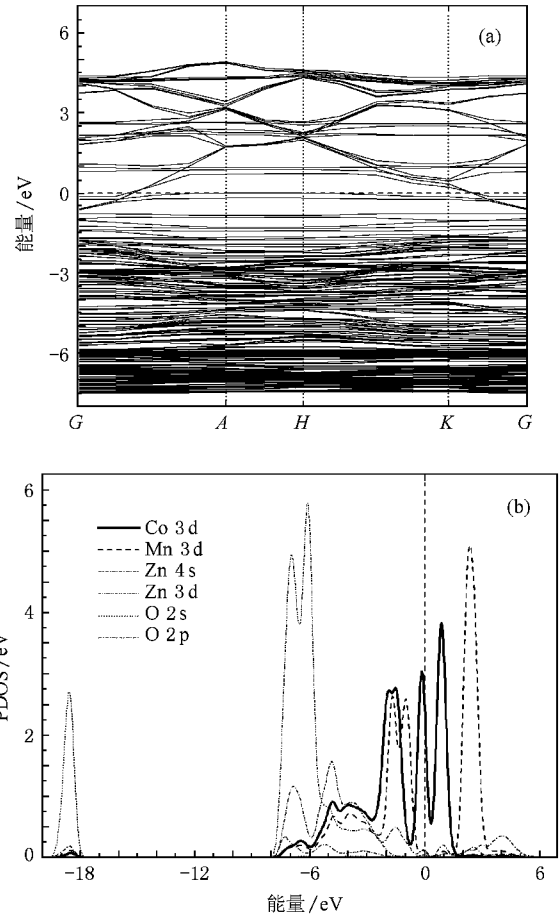 6
(a)
3
0
−3
−6
能量/eV
G A H K G
6
(b)
Co 3d
Mn 3d
Zn 4s
Zn 3d
O 2s
O 2p
4
2
0
PDOS/eV
−18 −12 −6 0 6
能量/eV